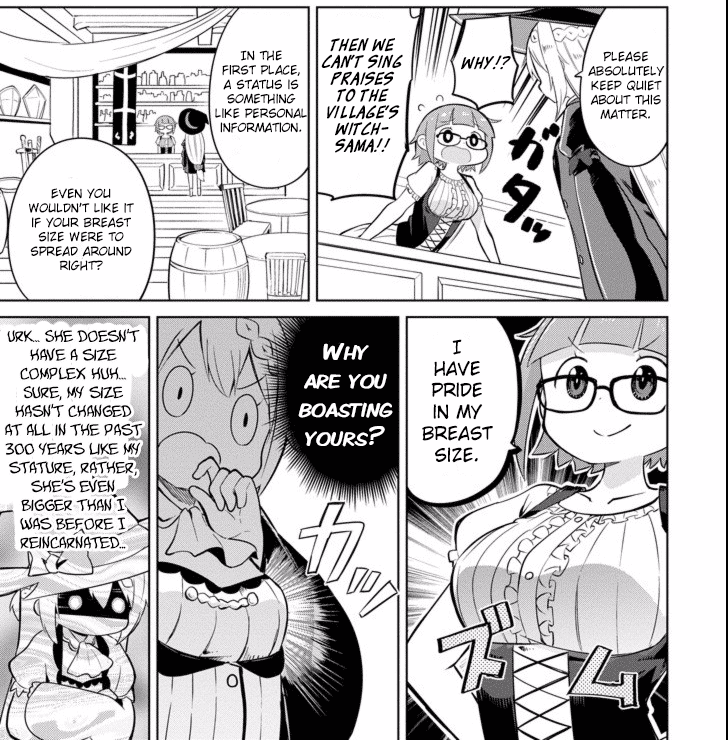 PLEASE
ABSOLUTELY
KEEP QUIET
ABOUT THIS
MATTER.
WHY!?
THEN WE
CAN'T SING
PRAISES
TO THE
VILLAGE'S
WITCH-
SAMA!!
ガタッ
IN THE
FIRST PLACE,
A STATUS IS
SOMETHING
LIKE PERSONAL
INFORMATION.
EVEN YOU
WOULDN'T LIKE IT
IF YOUR BREAST
SIZE WERE TO
SPREAD AROUND
RIGHT?
I
HAVE
PRIDE
IN MY
BREAST
SIZE.
ズム
WHY
ARE YOU
BOASTING
YOURS?
URK... SHE DOESN'T
HAVE A SIZE
COMPLEX HUH...
SURE, MY SIZE
HASN'T CHANGED
AT ALL IN THE PAST
300 YEARS LIKE MY
STATURE, RATHER,
SHE'S EVEN
BIGGER THAN I
WAS BEFORE I
REINCARNATED...